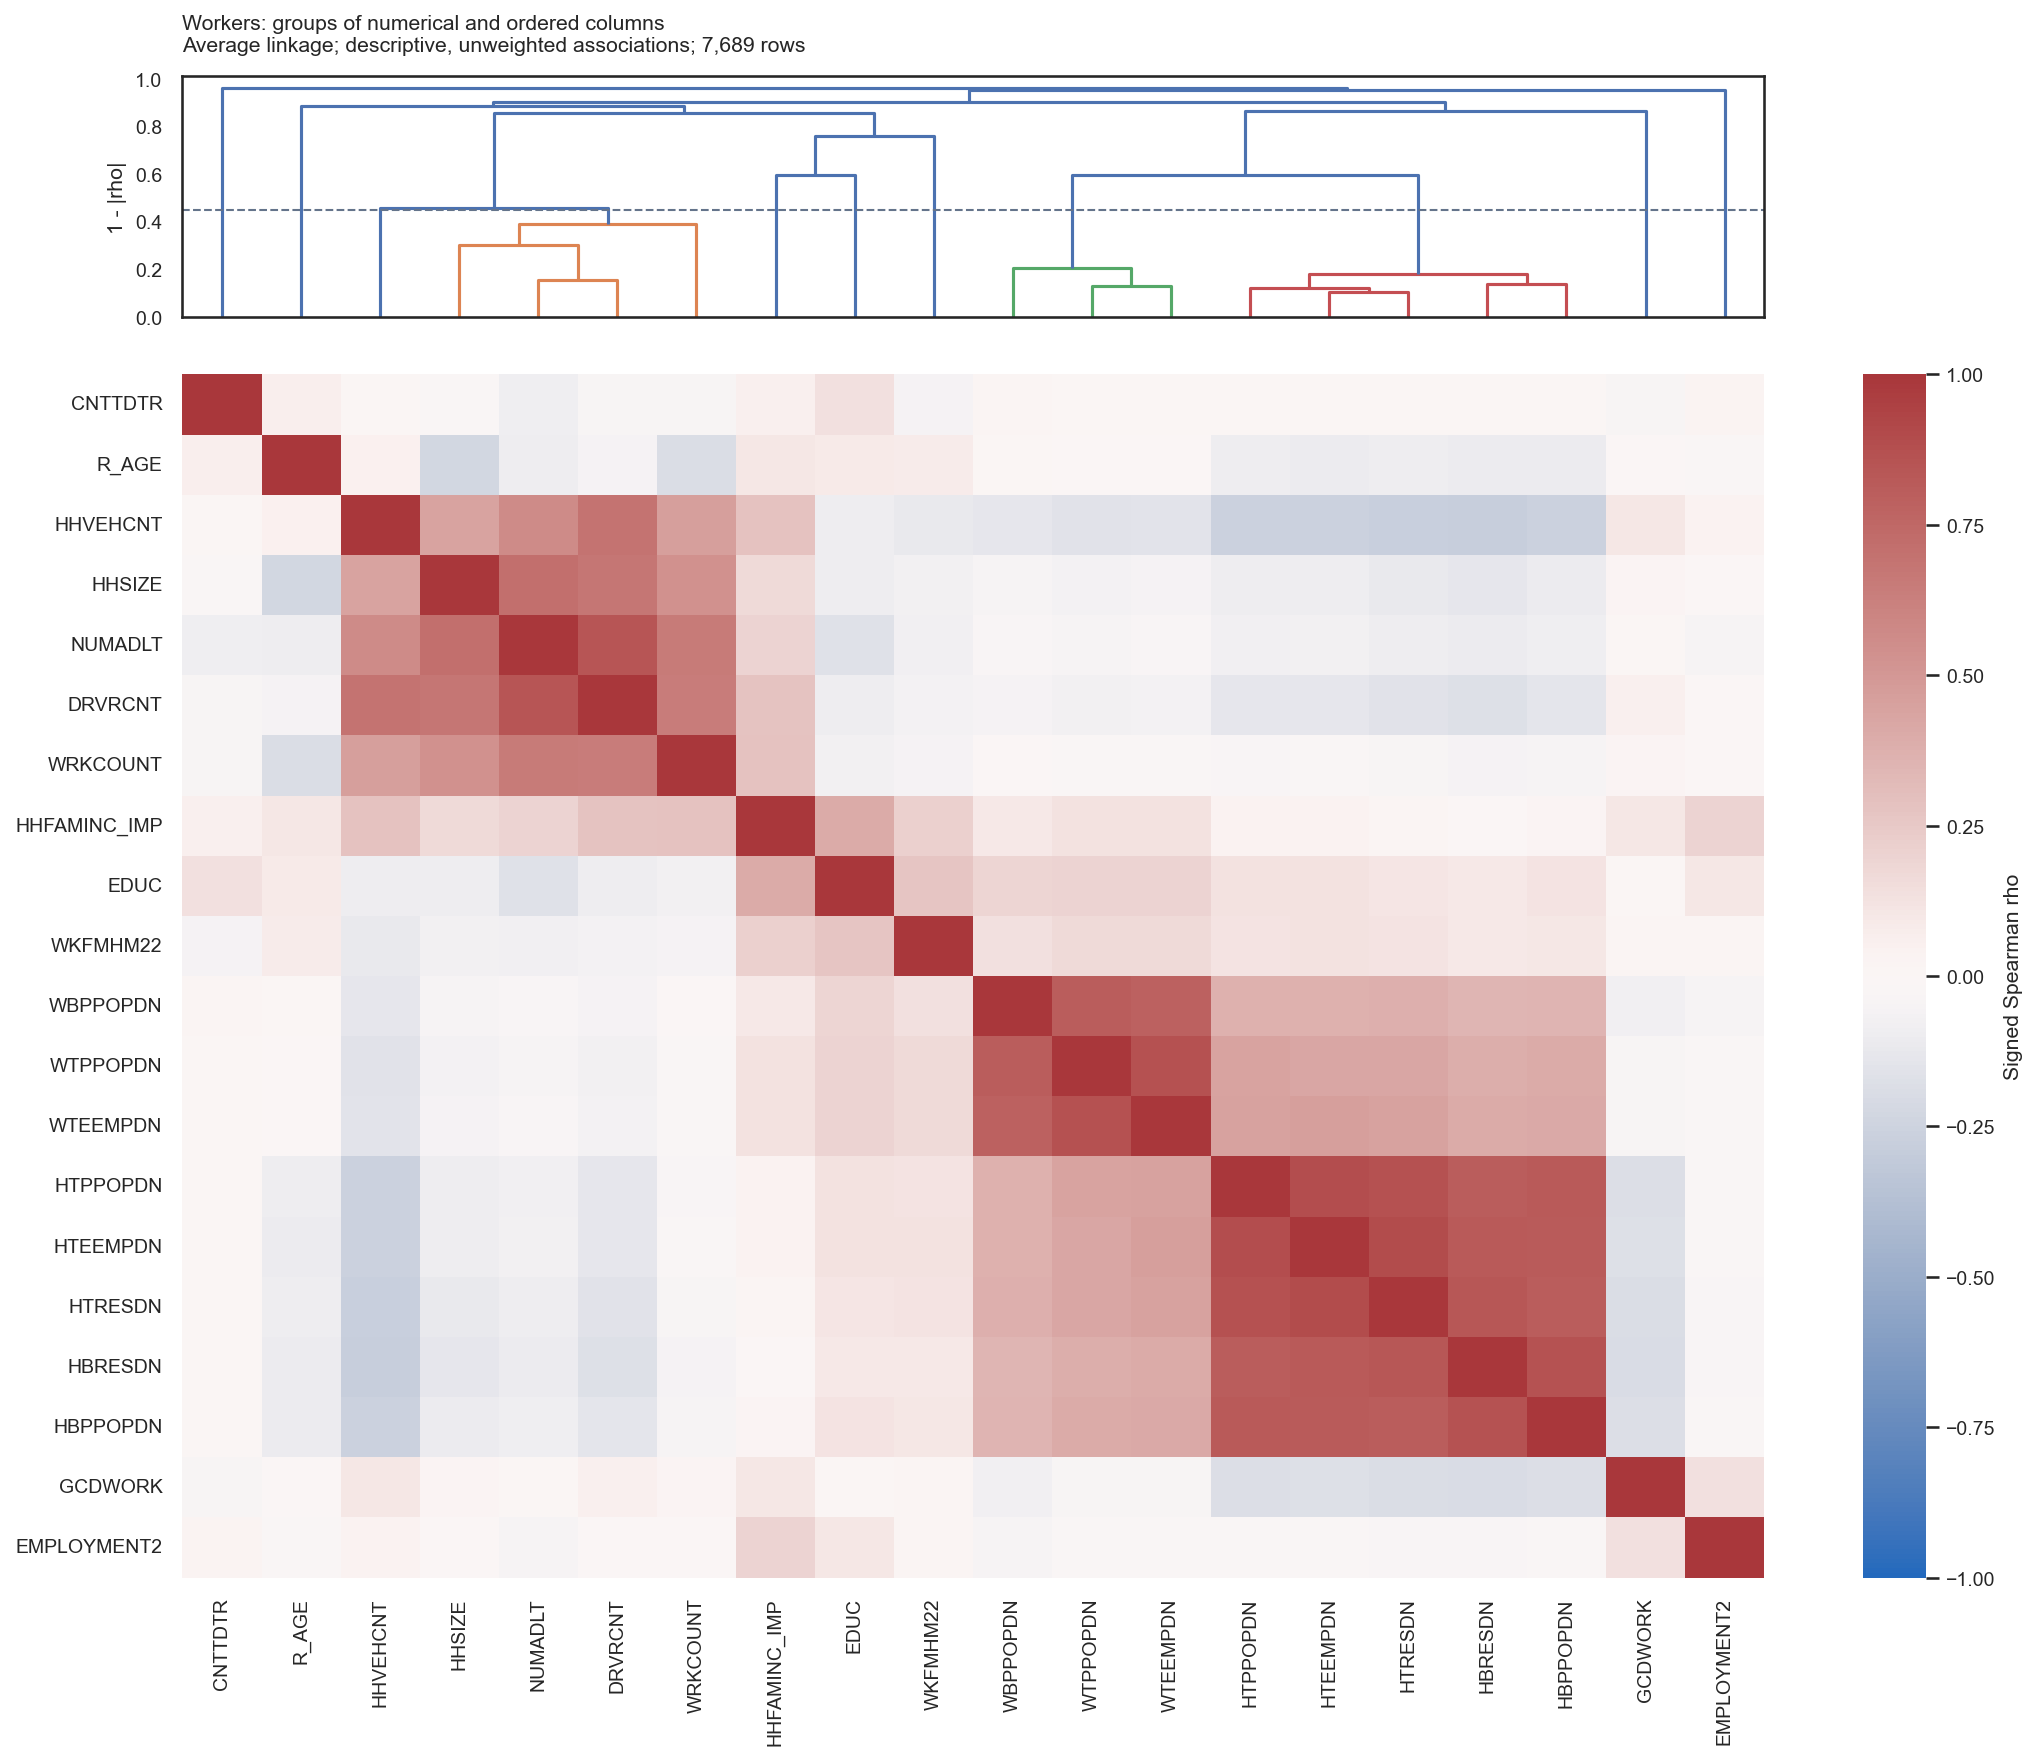 Workers: groups of numerical and ordered columns
Average linkage; descriptive, unweighted associations; 7,689 rows
1.0
0.8
0.6
0.4
0.2
0.0
1 - |rho|
CNTTDTR
R_AGE
HHVEHCNT
HHSIZE
NUMADLT
DRVRCNT
WRKCOUNT
HHFAMINC_IMP
EDUC
WKFMHM22
WBPPOPDN
WTPPOPDN
WTEEMPDN
HTPPOPDN
HTEEMPDN
HTRESDN
HBRESDN
HBPPOPDN
GCDWORK
EMPLOYMENT2
CNTTDTR
R_AGE
HHVEHCNT
HHSIZE
NUMADLT
DRVRCNT
WRKCOUNT
HHFAMINC_IMP
EDUC
WKFMHM22
WBPPOPDN
WTPPOPDN
WTEEMPDN
HTPPOPDN
HTEEMPDN
HTRESDN
HBRESDN
HBPPOPDN
GCDWORK
EMPLOYMENT2
1.00
0.75
0.50
0.25
0.00
−0.25
−0.50
−0.75
−1.00
Signed Spearman rho